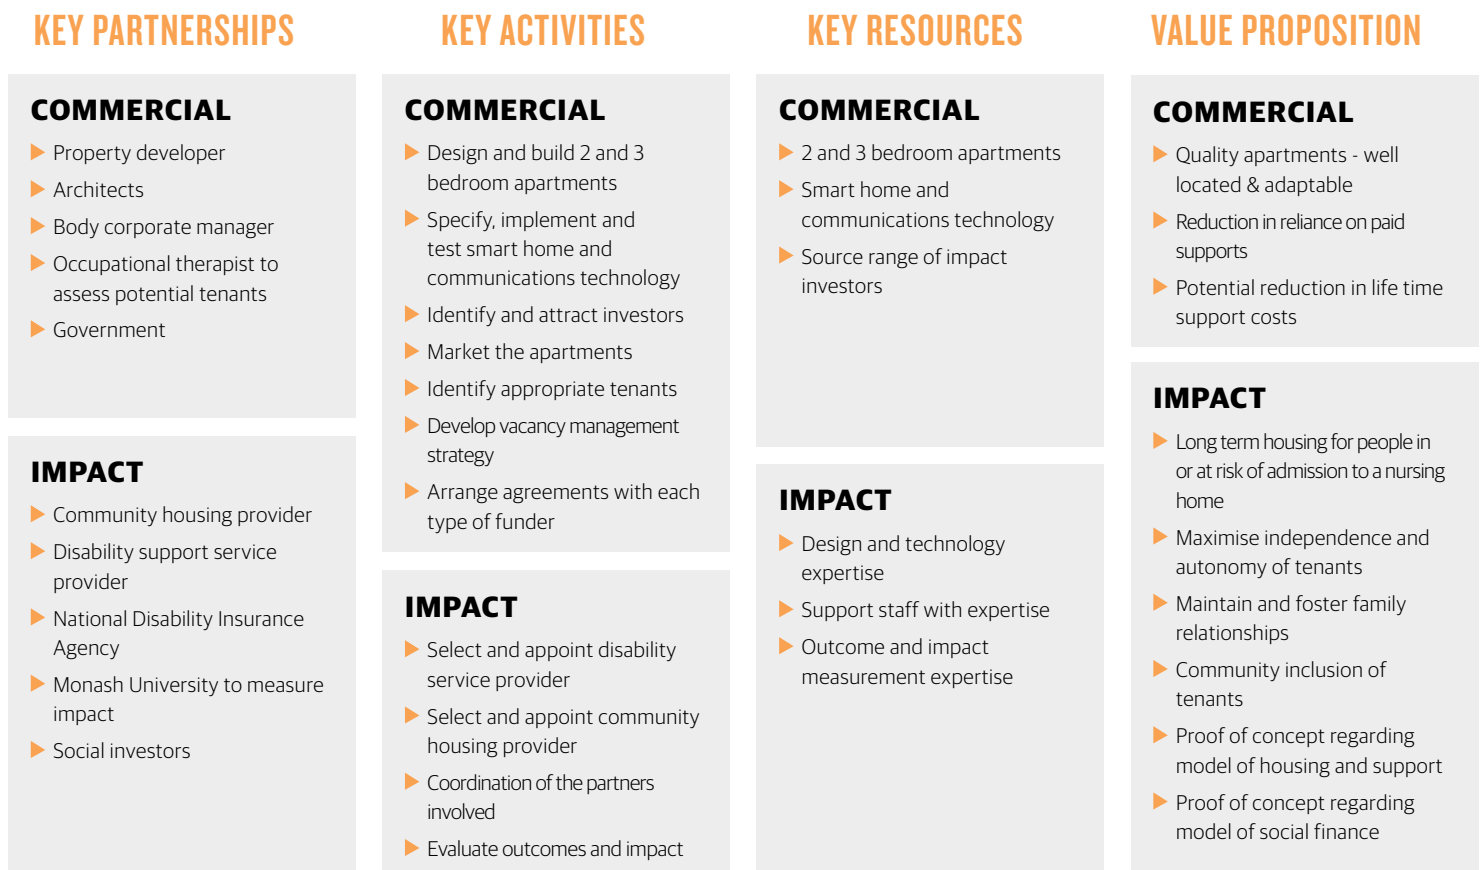 KEY PARTNERSHIPS
COMMERCIAL
Property developer
Architects
Body corporate manager
Occupational therapist to
assess potential tenants
Government
IMPACT
Community housing provider
Disability support service
provider
National Disability Insurance
Agency
Monash University to measure
impact
Social investors
KEY ACTIVITIES
COMMERCIAL
Design and build 2 and 3
bedroom apartments
Specify, implement and
test smart home and
communications technology
Identify and attract investors
Market the apartments
Identify appropriate tenants
Develop vacancy management
strategy
Arrange agreements with each
type of funder
IMPACT
Select and appoint disability
service provider
Select and appoint community
housing provider
Coordination of the partners
involved
Evaluate outcomes and impact
KEY RESOURCES
COMMERCIAL
2 and 3 bedroom apartments
Smart home and
communications technology
Source range of impact
investors
IMPACT
Design and technology
expertise
Support staff with expertise
Outcome and impact
measurement expertise
VALUE PROPOSITION
COMMERCIAL
Quality apartments - well
located & adaptable
Reduction in reliance on paid
supports
Potential reduction in life time
support costs
IMPACT
Long term housing for people in
or at risk of admission to a nursing
home
Maximise independence and
autonomy of tenants
Maintain and foster family
relationships
Community inclusion of
tenants
Proof of concept regarding
model of housing and support
Proof of concept regarding
model of social finance